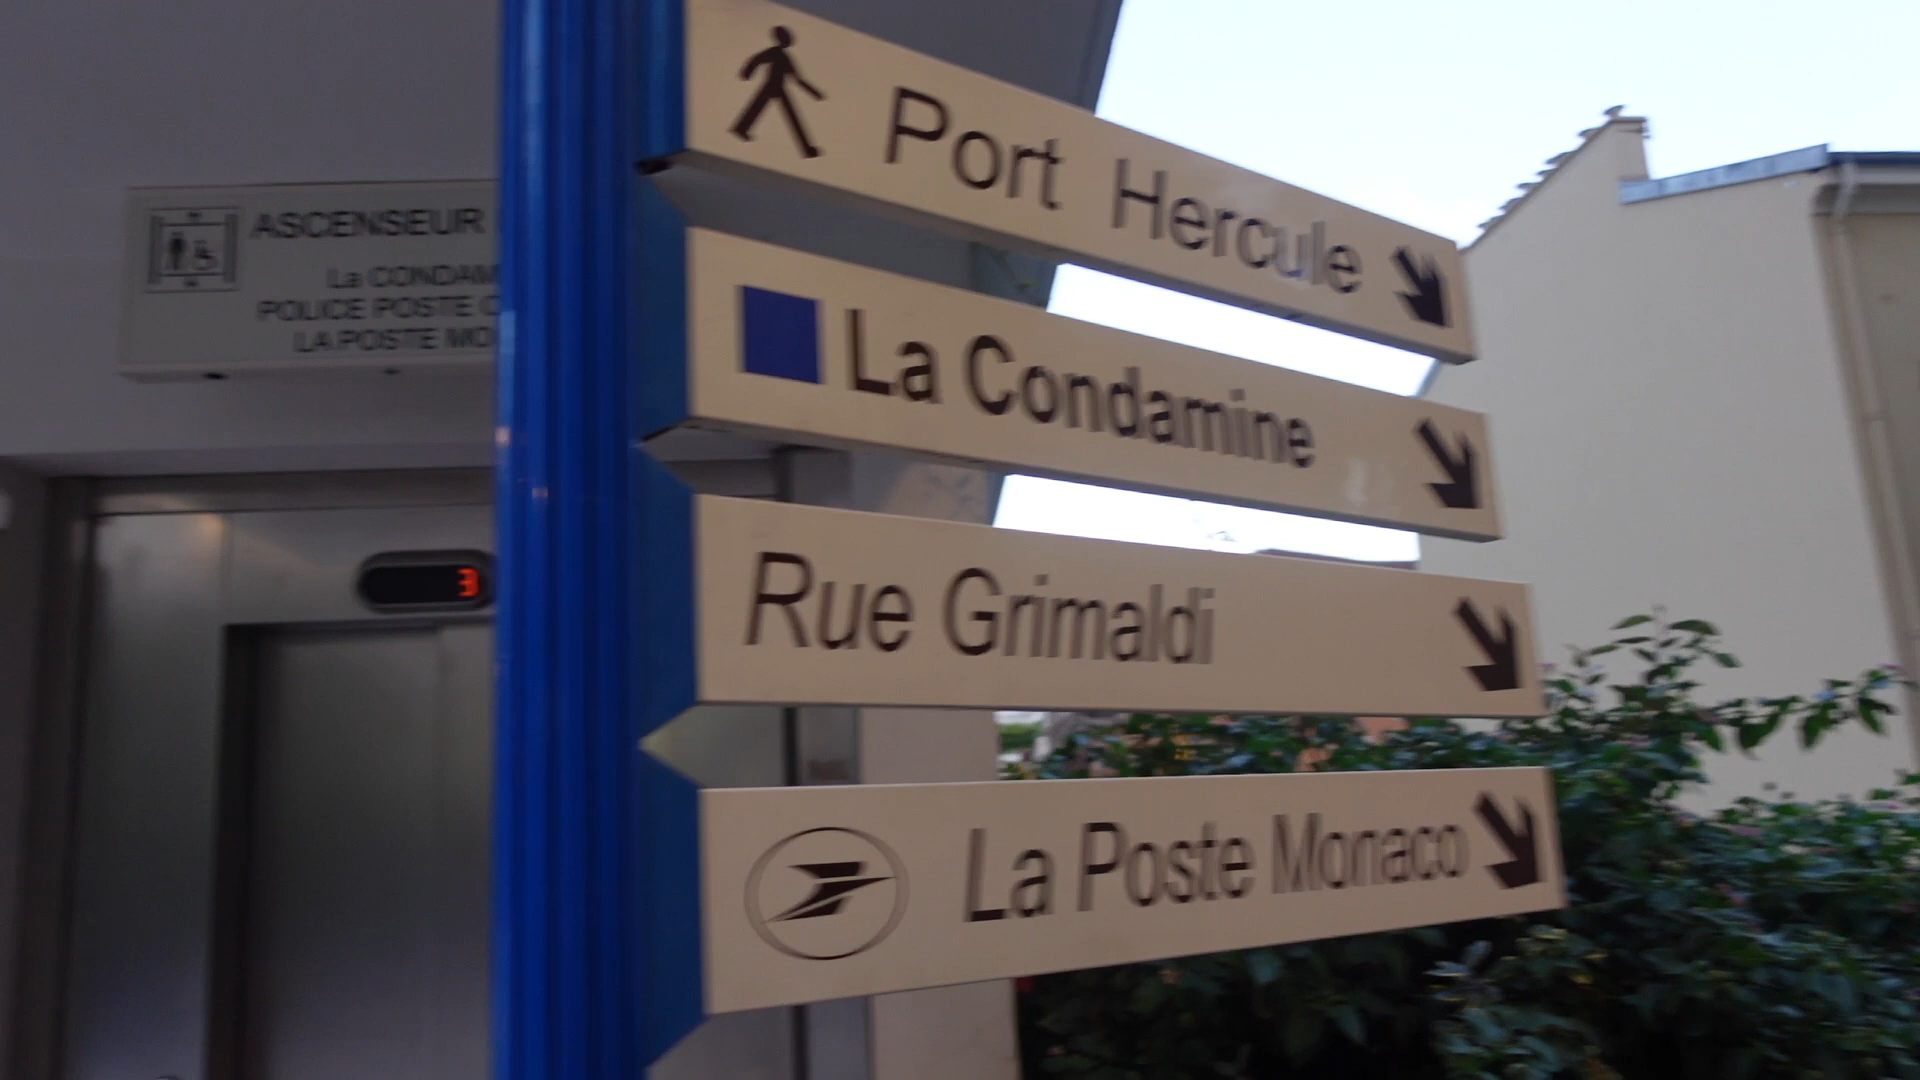 ASCENSEUR
La CONDAM
POLICE POSTE
LA POSTE MO
3
Port Hercule
La Condamine
Rue Grimaldi
La Poste Monaco